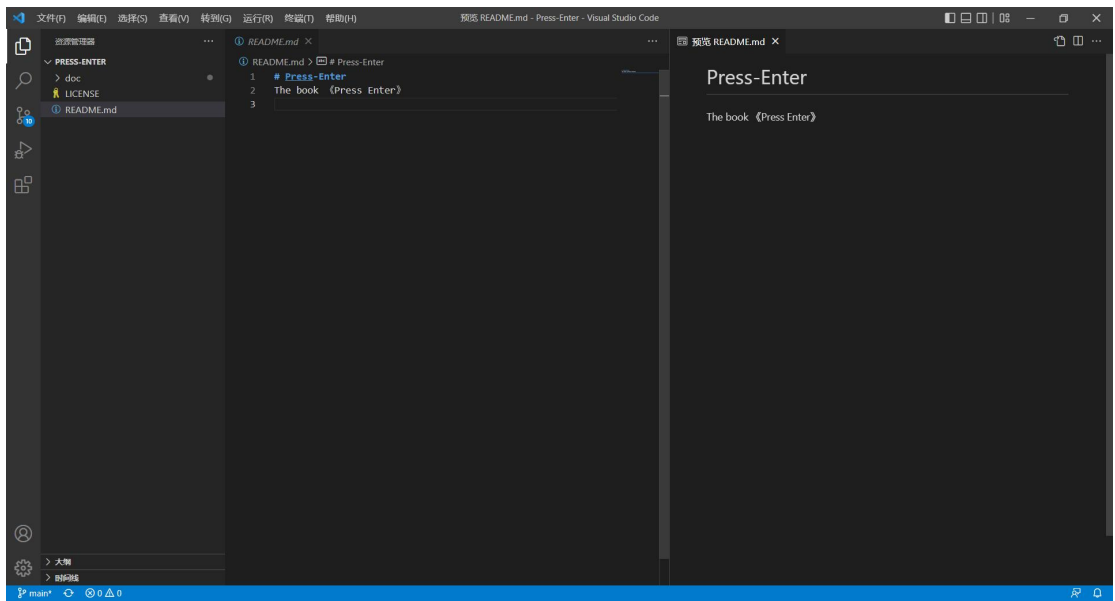 文件(F) 编辑(E) 选择(S) 查看(V) 转到(G) 运行(R) 终端(T) 帮助(H) 预览 README.md - Press-Enter - Visual Studio Code
资源管理器
PRESS-ENTER
doc
LICENSE
README.md
大纲
时间线
README.md
README.md > # Press-Enter
1 # Press-Enter
2 The book 《Press Enter》
3
预览 README.md
Press-Enter
The book 《Press Enter》
10
main* 0 0